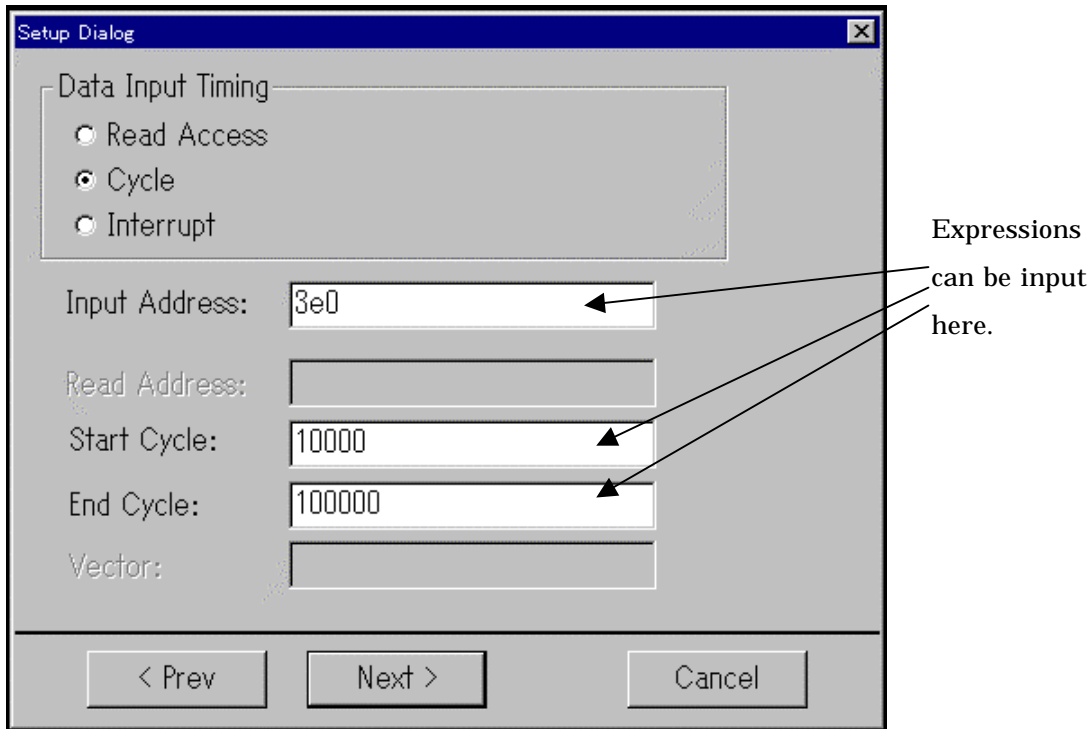 Setup Dialog
Data Input Timing
Read Access
Cycle
Interrupt
Input Address: 3e0
Read Address:
Start Cycle: 10000
End Cycle: 100000
Vector:
< Prev Next > Cancel
Expressions
can be input
here.